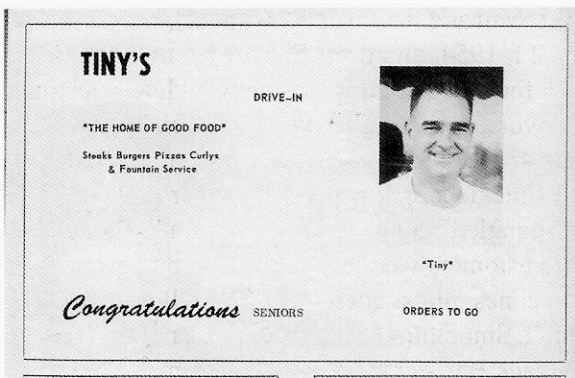 TINY'S
DRIVE-IN
"THE HOME OF GOOD FOOD"
Steaks Burgers Pizzas Curlys
& Fountain Service
"Tiny"
Congratulations SENIORS
ORDERS TO GO